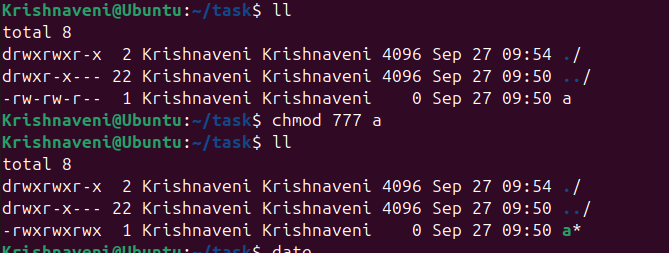 Krishnaveni@Ubuntu:~/task$ ll
total 8
drwxrwxr-x  2 Krishnaveni Krishnaveni 4096 Sep 27 09:54 ./
drwxr-x--- 22 Krishnaveni Krishnaveni 4096 Sep 27 09:50 ../
-rw-rw-r--  1 Krishnaveni Krishnaveni    0 Sep 27 09:50 a
Krishnaveni@Ubuntu:~/task$ chmod 777 a
Krishnaveni@Ubuntu:~/task$ ll
total 8
drwxrwxr-x  2 Krishnaveni Krishnaveni 4096 Sep 27 09:54 ./
drwxr-x--- 22 Krishnaveni Krishnaveni 4096 Sep 27 09:50 ../
-rwxrwxrwx  1 Krishnaveni Krishnaveni    0 Sep 27 09:50 a*
Krishnaveni@Ubuntu:~/task$ date